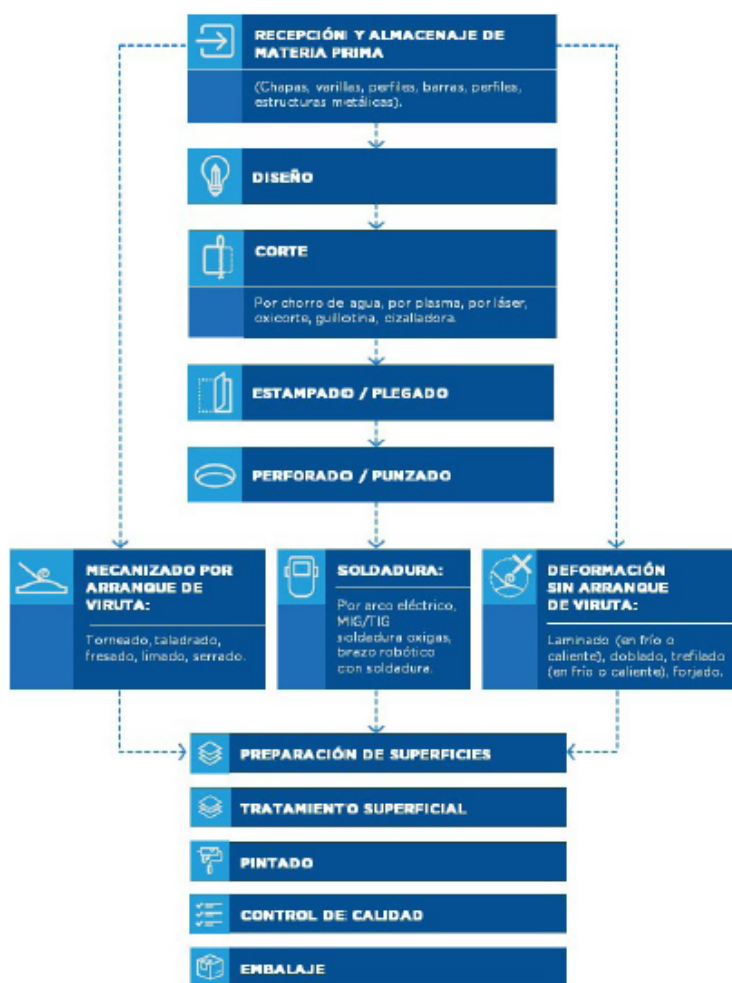 RECEPCIÓNI Y ALMACENAJE DE
MATERIA PRIMA
(Chapas, varillas, perfiles, barras, perfiles,
estructuras metálicas).
DISEÑO
CORTE
Por chorro de agua, por plasma, por láser,
oxicorte, guillotina, cizalladora.
ESTAMPADO / PLEGADO
PERFORADO / PUNZADO
MECANIZADO POR
ARRANQUE DE
VIRUTA:
Torneado, taladrado,
fresado, limado, serrado.
SOLDADURA:
Por arco eléctrico,
MIG/TIG
soldadura oxigas,
brazo robótico
con soldadura.
DEFORMACIÓN
SIN ARRANQUE
DE VIRUTA:
Laminado (en frío o
caliente), doblado, trefilado
(en frío o caliente), forjado.
PREPARACIÓN DE SUPERFICIES
TRATAMIENTO SUPERFICIAL
PINTADO
CONTROL DE CALIDAD
EMBALAJE